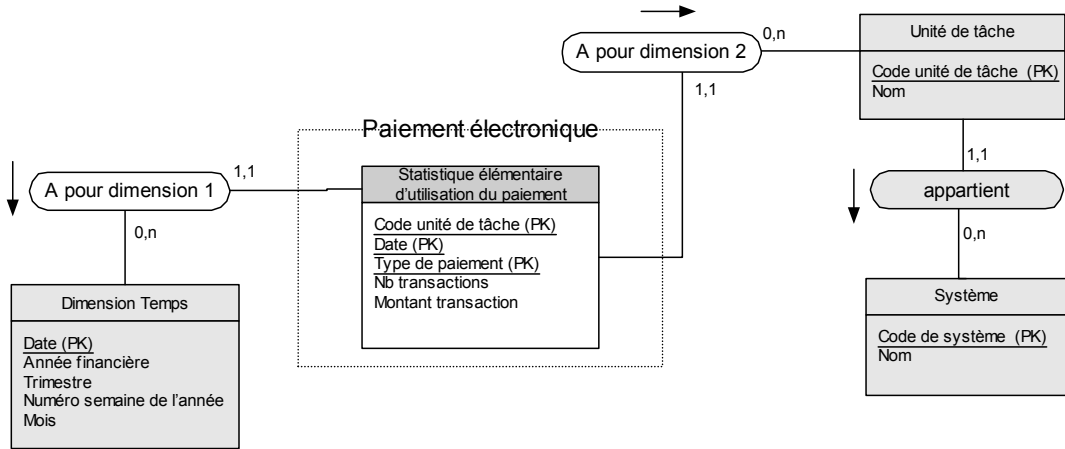 A pour dimension 2
0,n
1,1
Unité de tâche
Code unité de tâche (PK)
Nom
1,1
appartient
0,n
Système
Code de système (PK)
Nom
Paiement électronique
Statistique élémentaire
d'utilisation du paiement
Code unité de tâche (PK)
Date (PK)
Type de paiement (PK)
Nb transactions
Montant transaction
1,1
A pour dimension 1
0,n
Dimension Temps
Date (PK)
Année financière
Trimestre
Numéro semaine de l'année
Mois